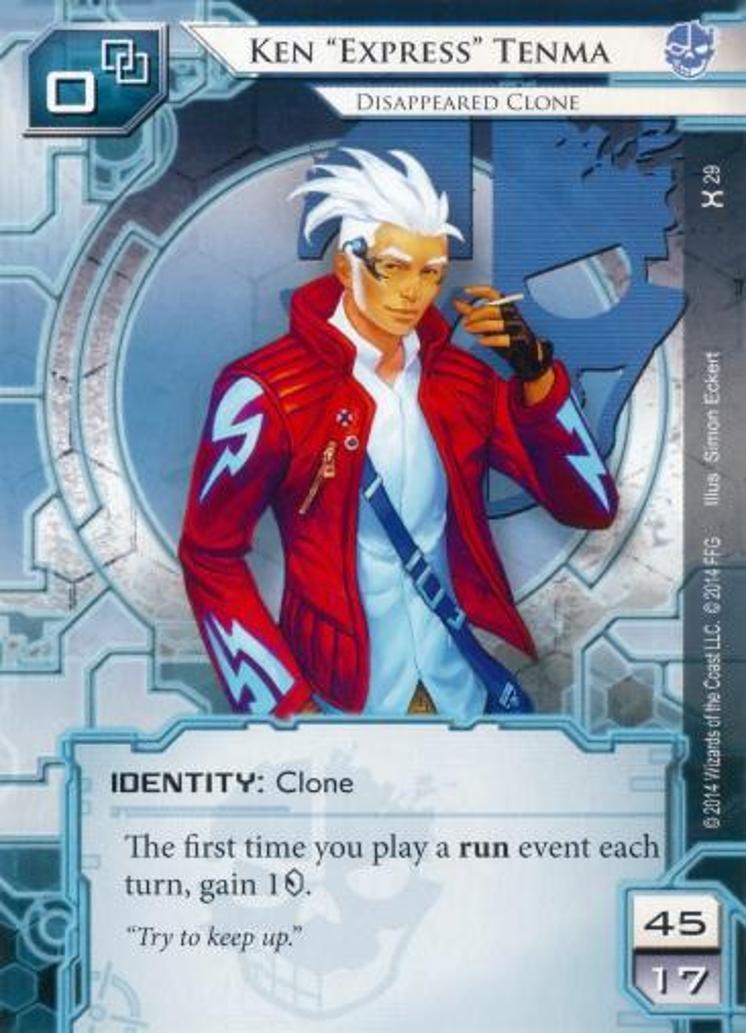 0
KEN “EXPRESS” TENMA
DISAPPEARED CLONE
29
Illus Simon Eckert
© 2014 Wizards of the Coast LLC. © 2014 FFG
IDENTITY: Clone
The first time you play a run event each
turn, gain 1.
“Try to keep up.”
45
17